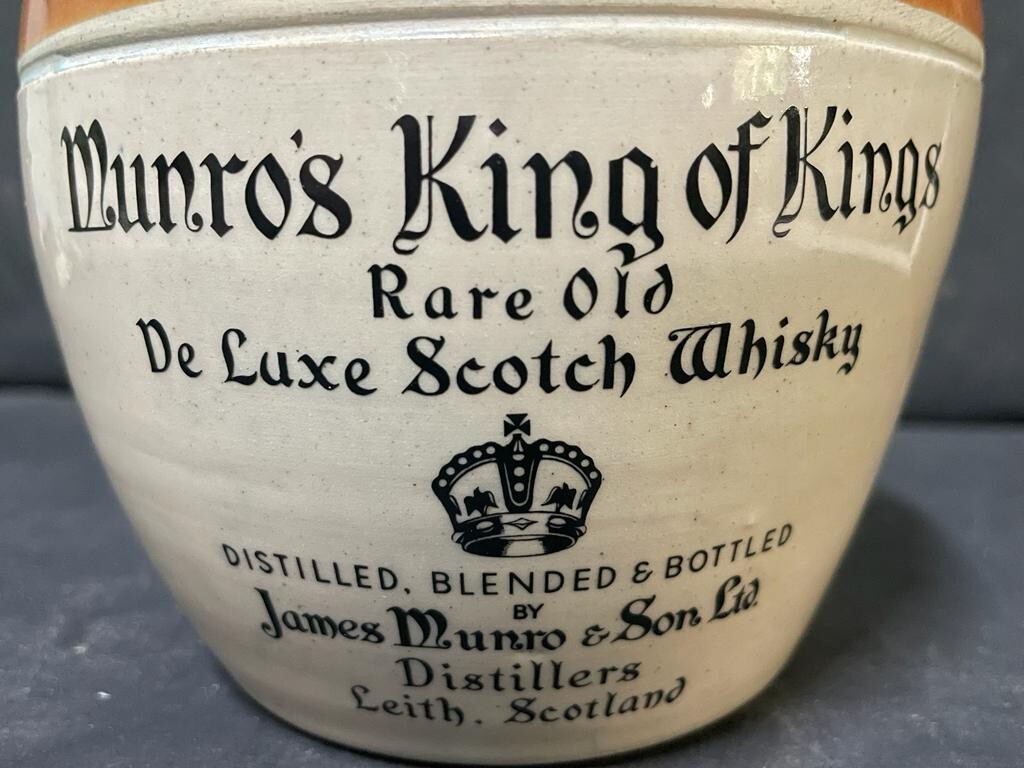 Munro's King of Kings
Rare Old
De Luxe Scotch Whisky
DISTILLED, BLENDED & BOTTLED
BY
James Munro & Son Ltd.
Distillers
Leith. Scotland